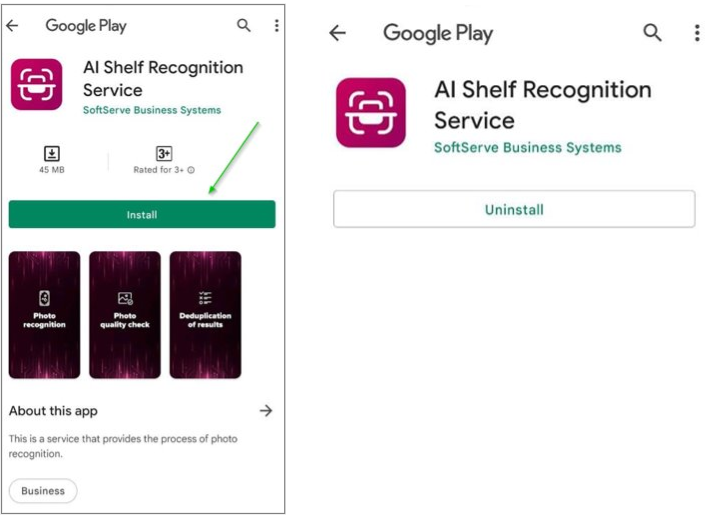 Google Play
AI Shelf Recognition
Service
SoftServe Business Systems
45 MB
3+
Rated for 3+
Install
Photo
recognition
Photo
quality check
Deduplication
of results
About this app
This is a service that provides the process of photo
recognition.
Business
Google Play
AI Shelf Recognition
Service
SoftServe Business Systems
Uninstall